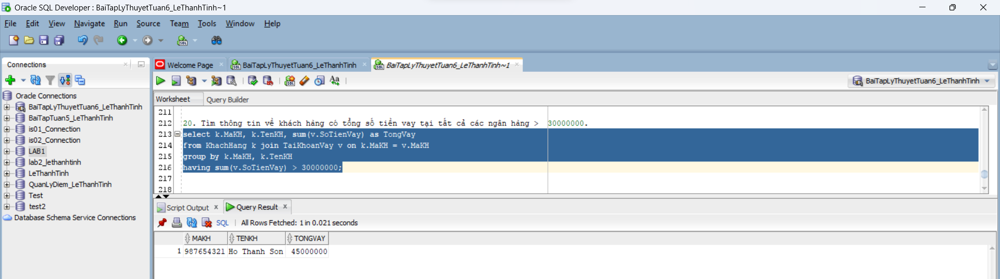 Oracle SQL Developer : BaiTapLyThuyetTuan6_LeThanhTinh~1
File Edit View Navigate Run Source Team Tools Window Help
Connections
Oracle Connections
BaiTapLyThuyetTuan6_LeThanhTinh
BaiTapTuan5_LeThanhTinh
is01_Connection
is02_Connection
LAB1
lab2_lethanhtinh
LeThanhTinh
QuanLyDiem_LeThanhTinh
Test
test2
Database Schema Service Connections
Welcome Page BaiTapLyThuyetTuan6_LeThanhTinh BaiTapLyThuyetTuan6_LeThanhTinh~1
BaiTapLyThuyetTuan6_LeThanhTinh
Worksheet Query Builder
211
212 20. Tìm thông tin về khách hàng có tổng số tiền vay tại tất cả các ngân hàng > 30000000.
213 select k.MaKH, k.TenKH, sum(v.SoTienVay) as TongVay
214 from KhachHang k join TaiKhoanVay v on k.MaKH = v.MaKH
215 group by k.MaKH, k.TenKH
216 having sum(v.SoTienVay) > 30000000;
217
218
Script Output x Query Result x
SQL | All Rows Fetched: 1 in 0.021 seconds
MAKH TENKH TONGVAY
1 987654321 Ho Thanh Son 45000000